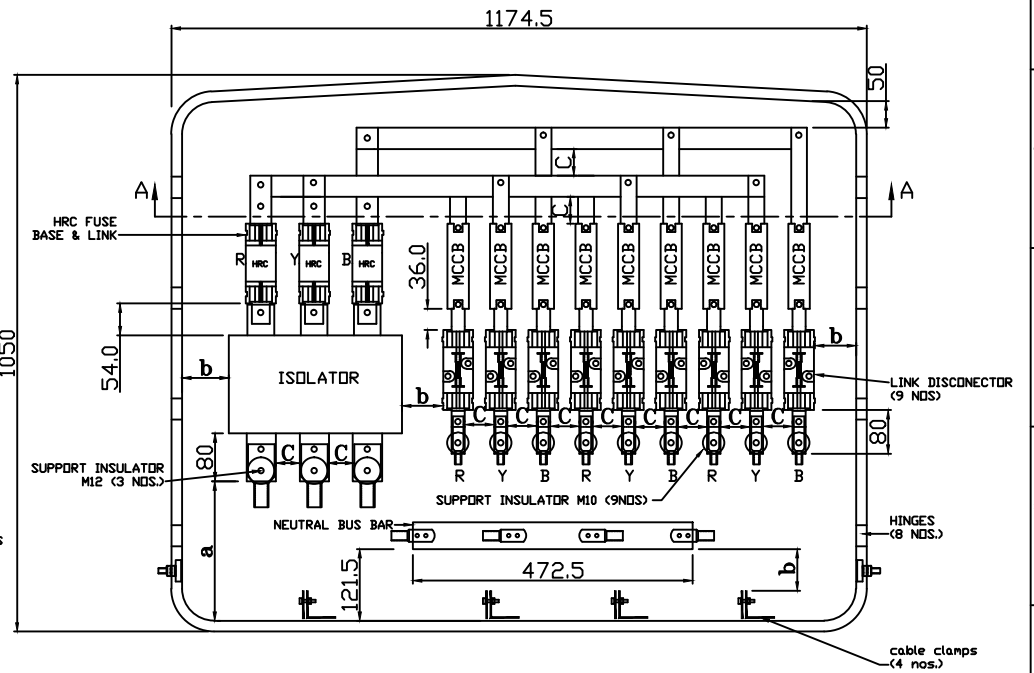 1174.5
50
C
A
A
HRC FUSE
BASE & LINK
C
R
HRC
Y
HRC
B
HRC
MCCB
MCCB
MCCB
MCCB
MCCB
MCCB
MCCB
MCCB
MCCB
36.0
1050
54.0
b
ISOLATOR
b
b
LINK DISCONECTOR
(9 NOS)
C
C
C
C
C
C
C
C
80
80
C
C
SUPPORT INSULATOR
M12 (3 NOS.)
R
Y
B
R
Y
B
R
Y
B
SUPPORT INSULATOR M10 (9NOS)
NEUTRAL BUS BAR
HINGES
(8 NOS.)
s
a
121.5
472.5
b
cable clamps
(4 nos.)